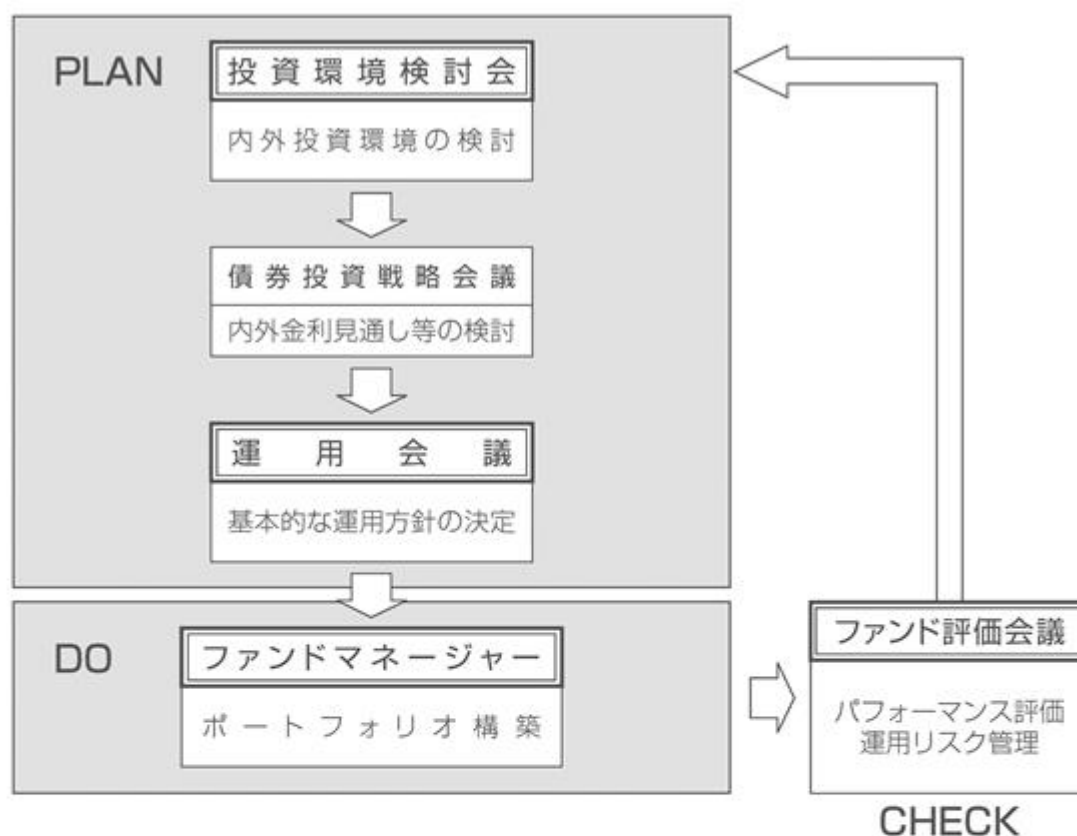 PLAN
投資環境検討会
内外投資環境の検討
債券投資戦略会議
内外金利見通し等の検討
運用会議
基本的な運用方針の決定
DO
ファンドマネージャー
ポートフォリオ構築
ファンド評価会議
パフォーマンス評価
運用リスク管理
CHECK